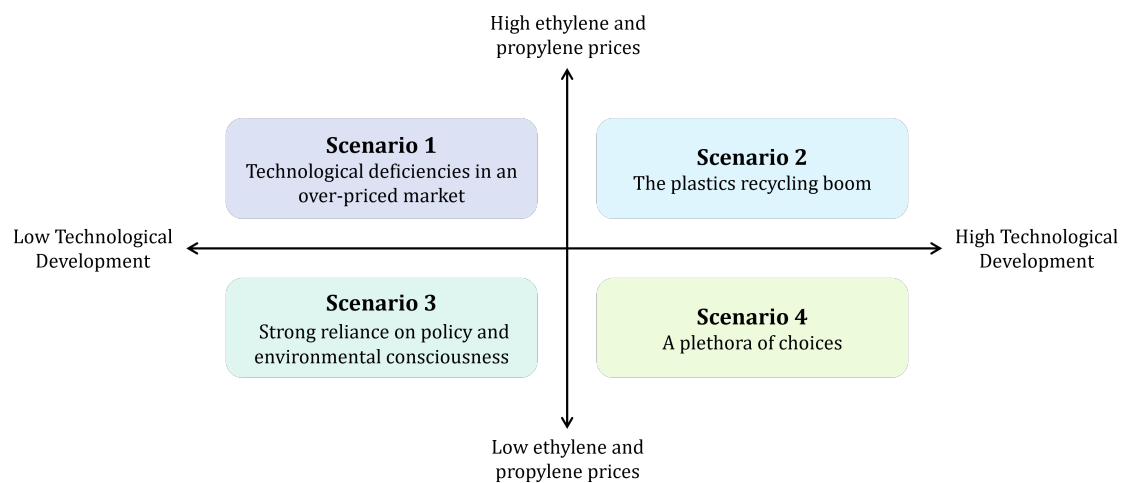 High ethylene and
propylene prices
Scenario 1
Technological deficiencies in an
over-priced market
Scenario 2
The plastics recycling boom
Low Technological
Development
High Technological
Development
Scenario 3
Strong reliance on policy and
environmental consciousness
Scenario 4
A plethora of choices
Low ethylene and
propylene prices